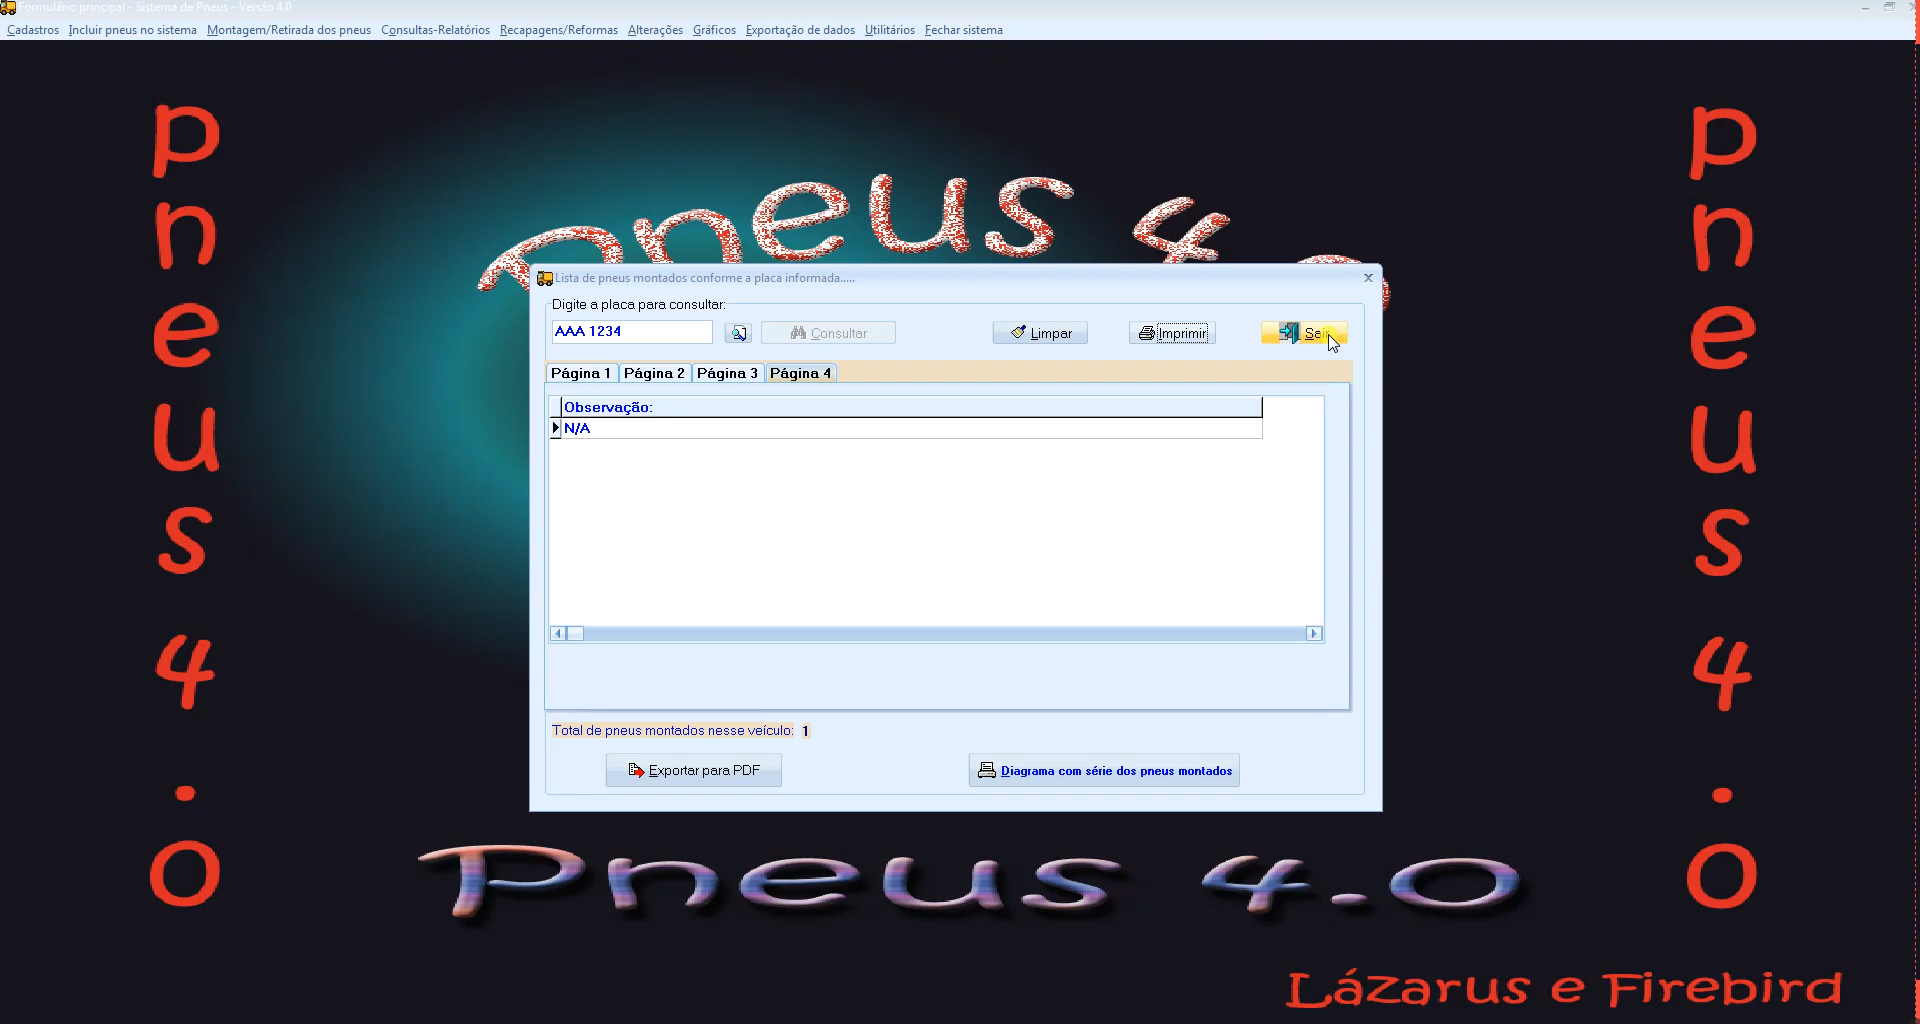 Formulário principal - Sistema de Pneus - Versão 4.0
Cadastros Incluir pneus no sistema Montagem/Retirada dos pneus Consultas-Relatórios Recapagens/Reformas Alterações Gráficos Exportação de dados Utilitários Fechar sistema
Pneus 4.0
Pneus 4.0
Pneus 4.0
Lista de pneus montados conforme a placa informada.....
Digite a placa para consultar:
AAA 1234 Consultar Limpar Imprimir Sair
Página 1 Página 2 Página 3 Página 4
Observação:
N/A
Total de pneus montados nesse veículo: 1
Exportar para PDF Diagrama com série dos pneus montados
Pneus 4.0
Lázarus e Firebird